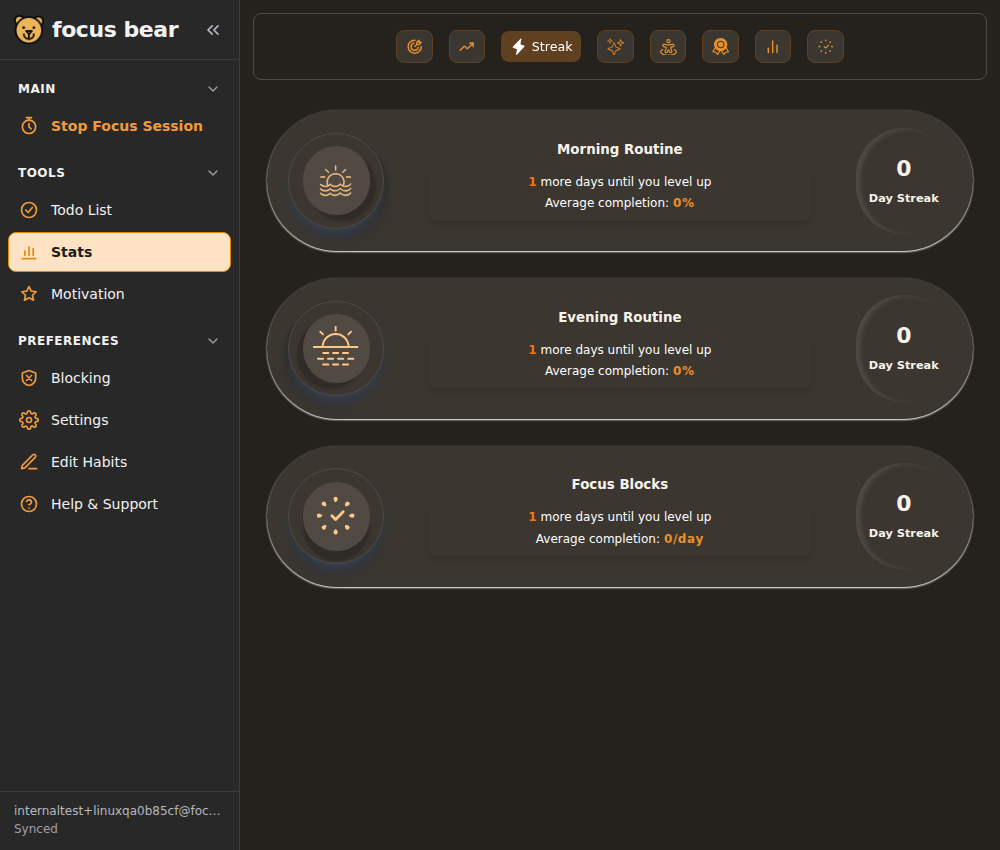 focus bear
MAIN
Stop Focus Session
TOOLS
Todo List
Stats
Motivation
PREFERENCES
Blocking
Settings
Edit Habits
Help & Support
internaltest+linuxqa0b85cf@foc...
Synced
Streak
Morning Routine
1 more days until you level up
Average completion: 0%
0
Day Streak
Evening Routine
1 more days until you level up
Average completion: 0%
0
Day Streak
Focus Blocks
1 more days until you level up
Average completion: 0/day
0
Day Streak